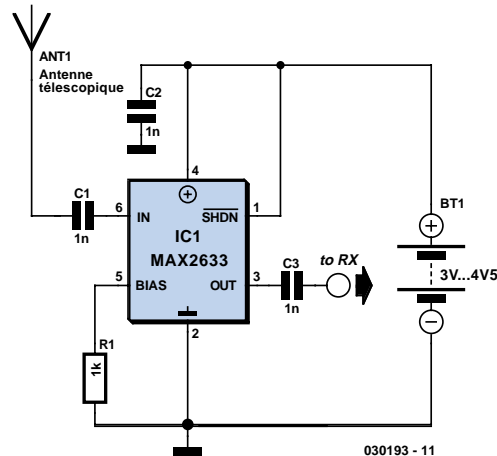 ANT1
Antenne
télescopique
C2
1n
4
C1
1n
6
IN
SHDN
1
IC1
MAX2633
5
BIAS
OUT
3
C3
1n
to RX
2
R1
1k
BT1
3V...4V5
030193 - 11